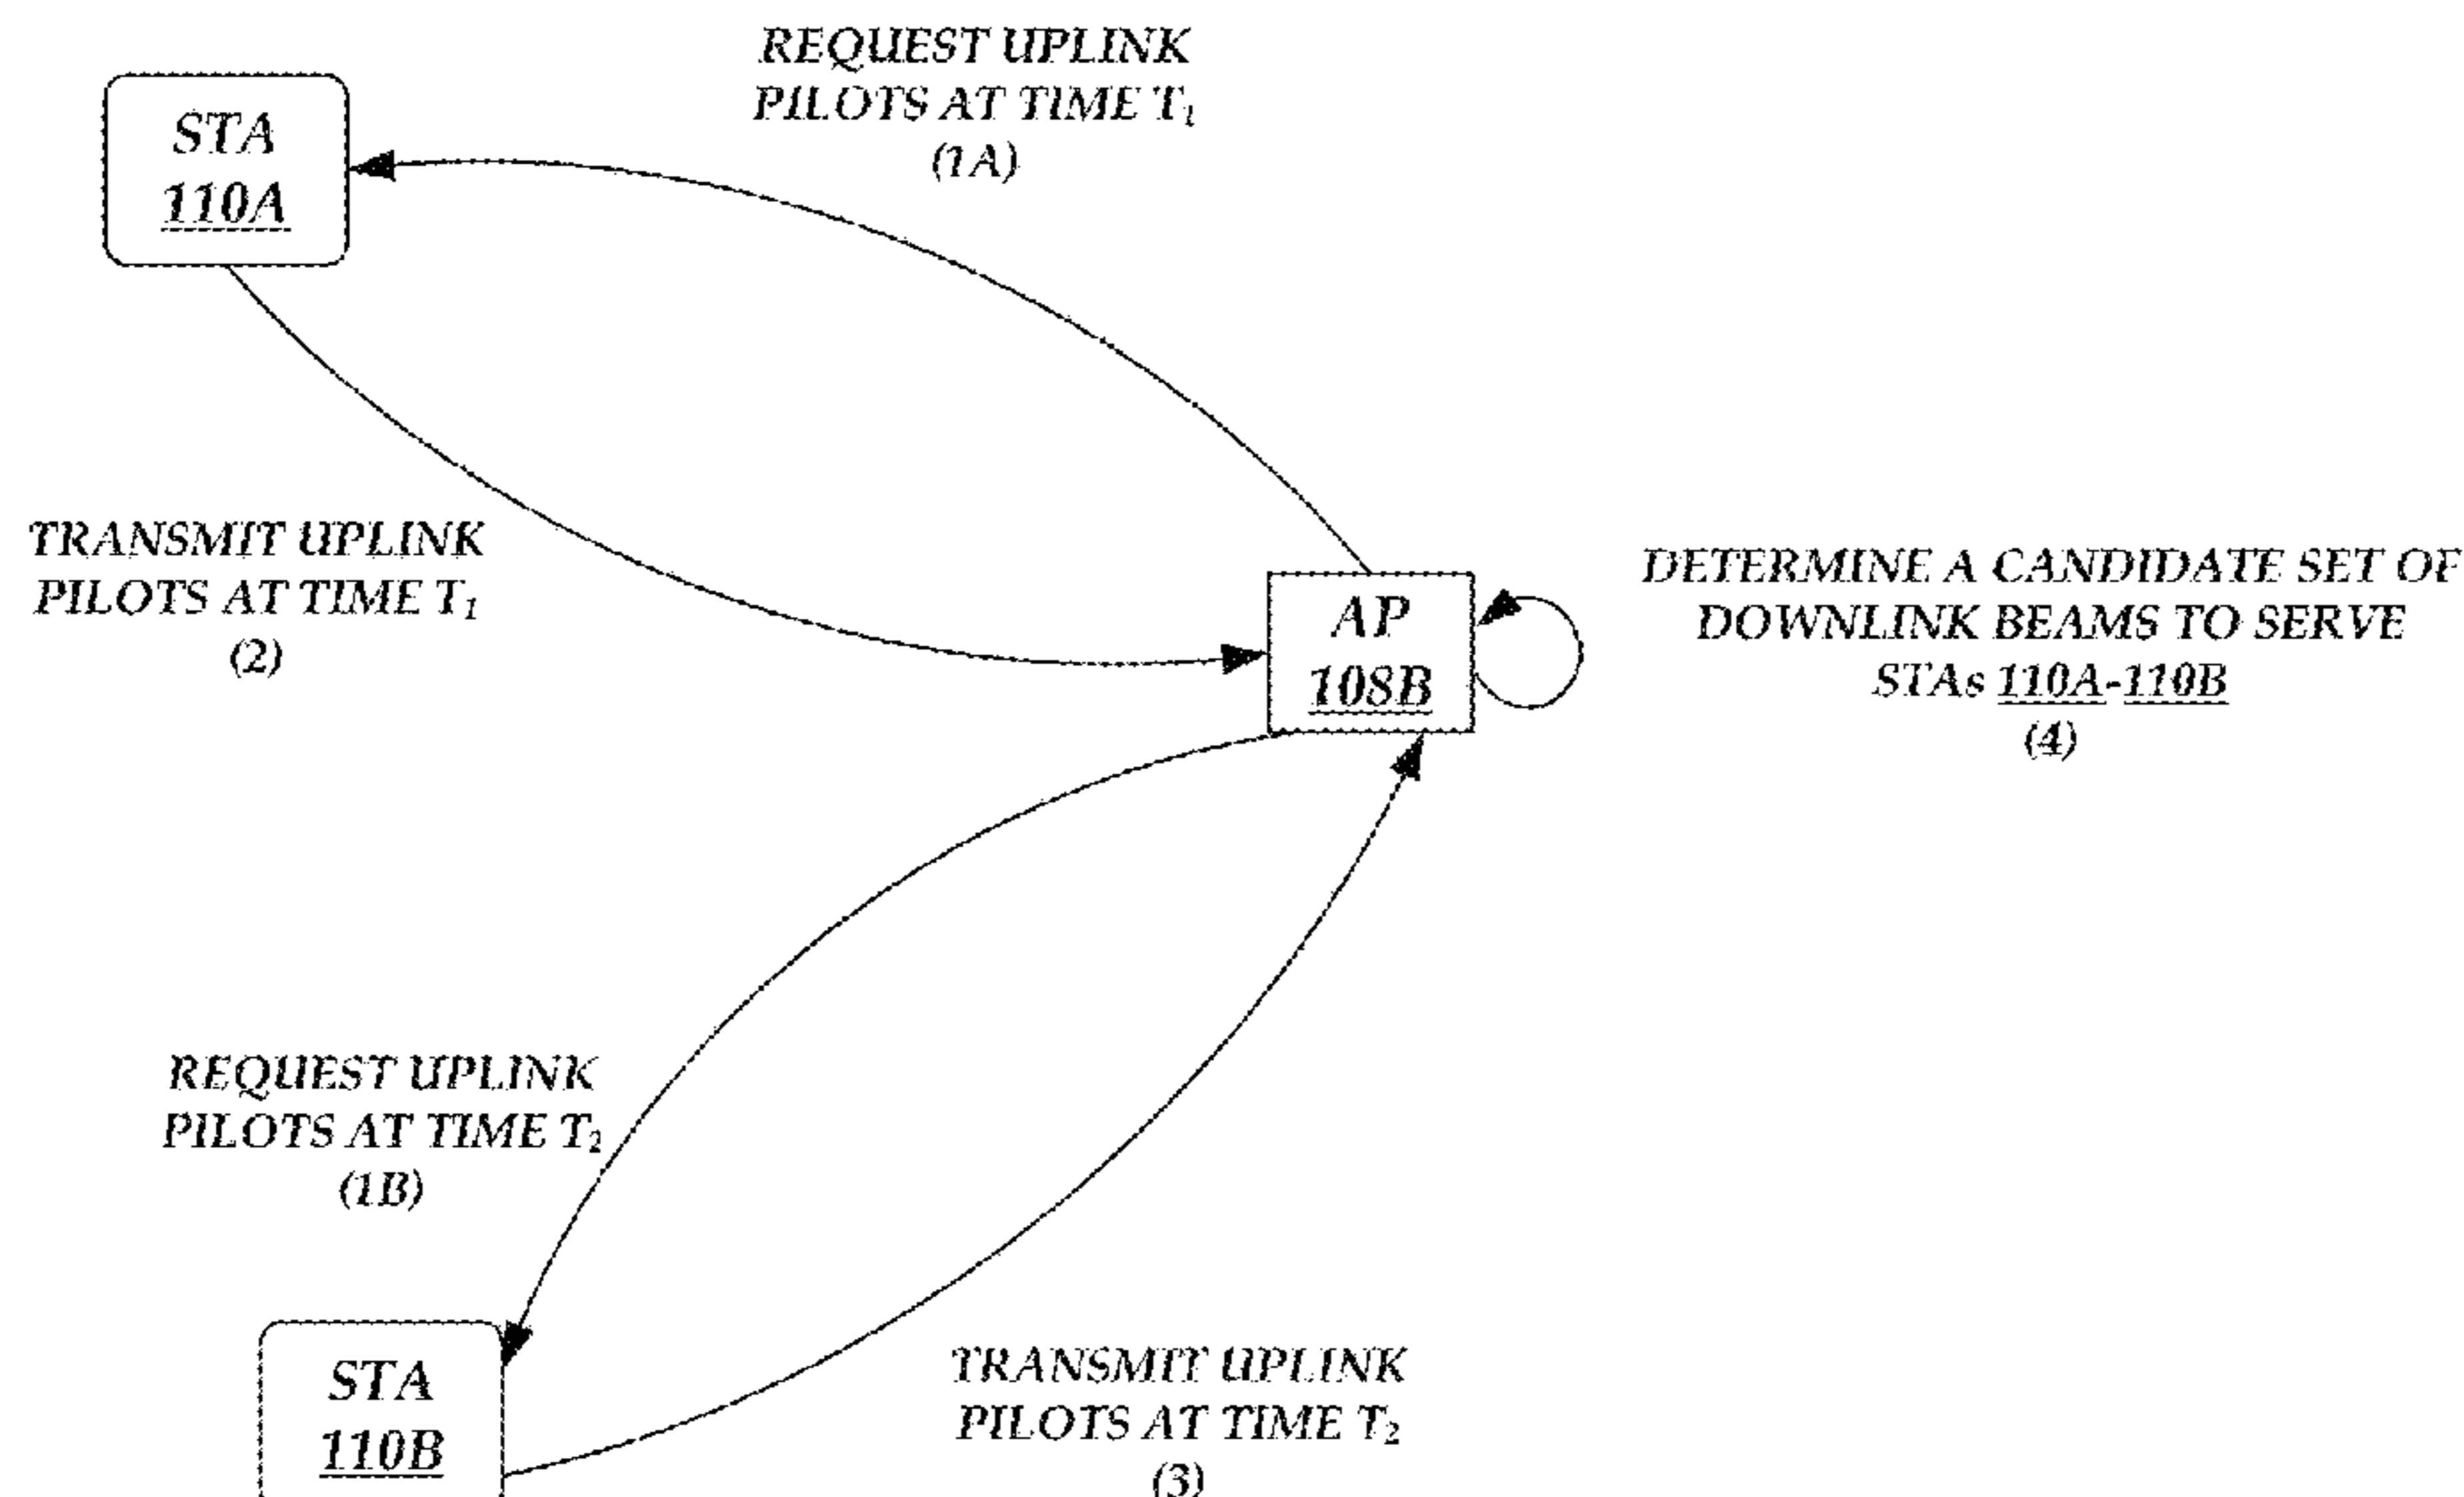 REQUEST UPLINK
PILOTS AT TIME T₁
(1A)
STA
110A
TRANSMIT UPLINK
PILOTS AT TIME T₁
(2)
AP
108B
DETERMINE A CANDIDATE SET OF
DOWNLINK BEAMS TO SERVE
STAs 110A-110B
(4)
REQUEST UPLINK
PILOTS AT TIME T₂
(1B)
STA
110B
TRANSMIT UPLINK
PILOTS AT TIME T₂
(3)